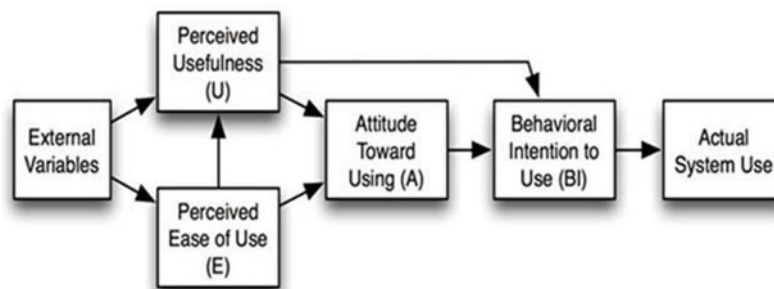 External
Variables
Perceived
Usefulness
(U)
Perceived
Ease of Use
(E)
Attitude
Toward
Using (A)
Behavioral
Intention to
Use (BI)
Actual
System Use